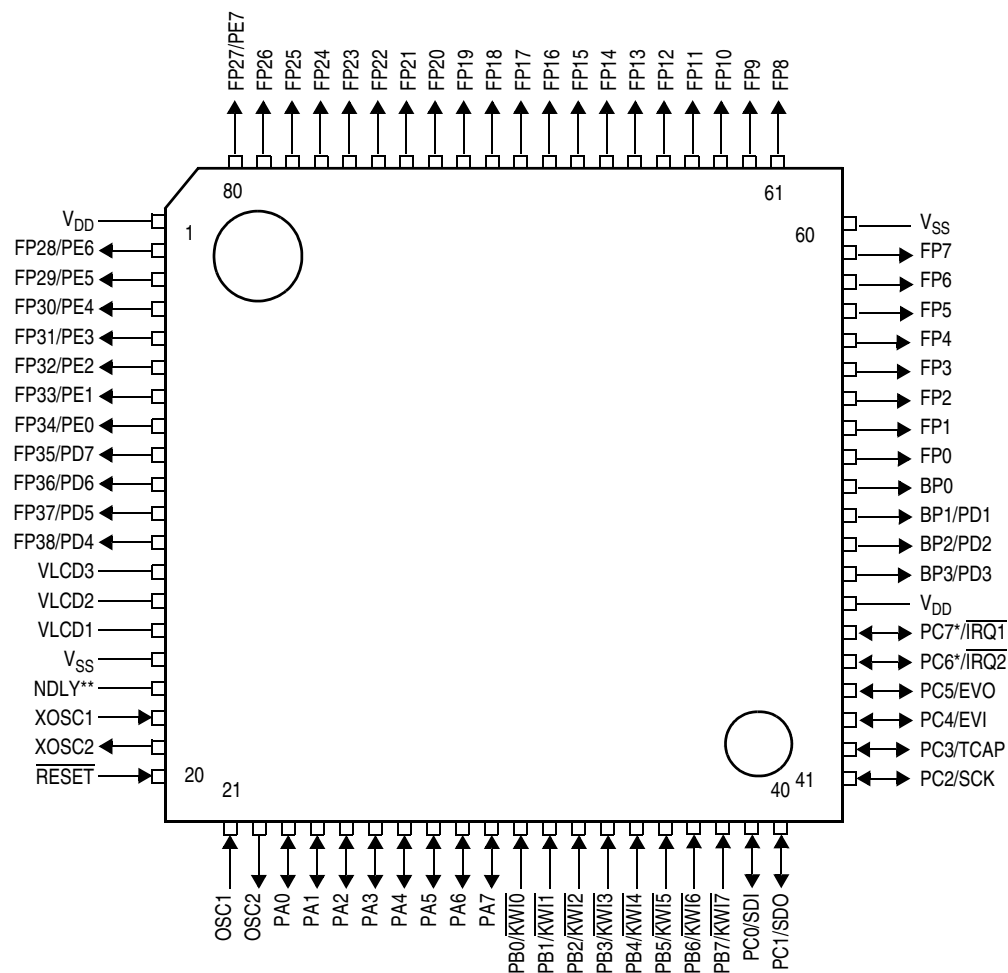 FP27/PE7
FP26
FP25
FP24
FP23
FP22
FP21
FP20
FP19
FP18
FP17
FP16
FP15
FP14
FP13
FP12
FP11
FP10
FP9
FP8
80
61
1
60
VDD
FP28/PE6
FP29/PE5
FP30/PE4
FP31/PE3
FP32/PE2
FP33/PE1
FP34/PE0
FP35/PD7
FP36/PD6
FP37/PD5
FP38/PD4
VLCD3
VLCD2
VLCD1
VSS
NDLY**
XOSC1
XOSC2
RESET
VSS
FP7
FP6
FP5
FP4
FP3
FP2
FP1
FP0
BP0
BP1/PD1
BP2/PD2
BP3/PD3
VDD
PC7*/IRQ1
PC6*/IRQ2
PC5/EVO
PC4/EVI
PC3/TCAP
PC2/SCK
20
21
40
41
OSC1
OSC2
PA0
PA1
PA2
PA3
PA4
PA5
PA6
PA7
PB0/KWI0
PB1/KWI1
PB2/KWI2
PB3/KWI3
PB4/KWI4
PB5/KWI5
PB6/KWI6
PB7/KWI7
PC0/SDI
PC1/SDO